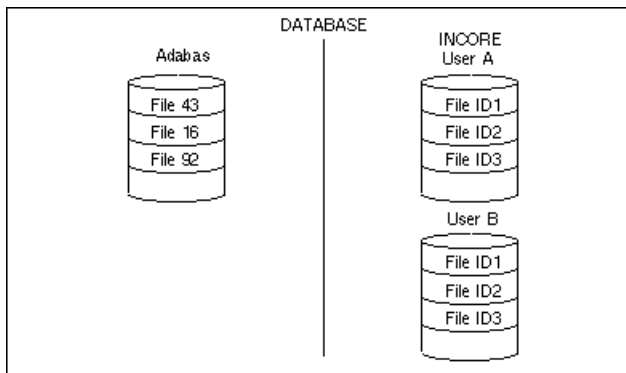 DATABASE
Adabas
File 43
File 16
File 92
INCORE
User A
File ID1
File ID2
File ID3
User B
File ID1
File ID2
File ID3